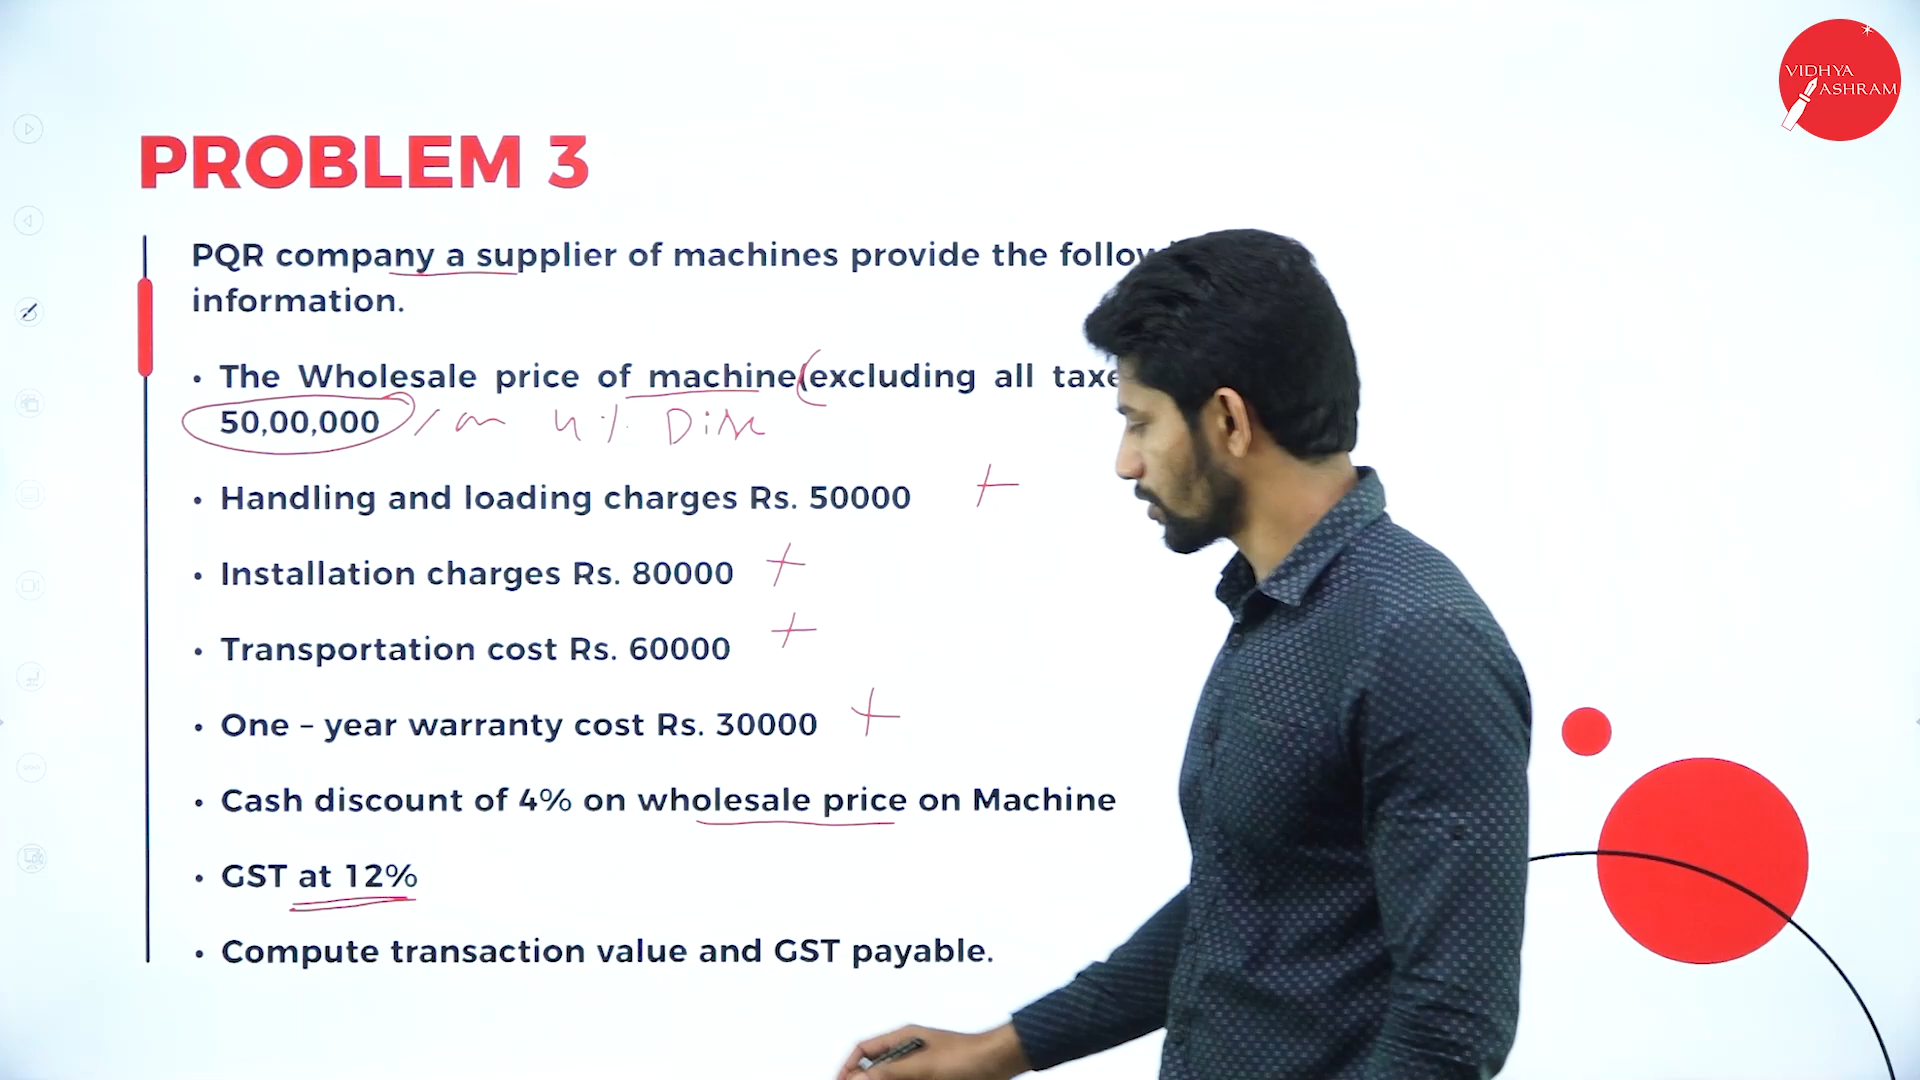 VIDHYA
ASHRAM
PROBLEM 3
PQR company a supplier of machines provide the
information.
• The Wholesale price of machine(excluding all
50,00,000 / on 4% Disc
• Handling and loading charges Rs. 50000 +
• Installation charges Rs. 80000 +
• Transportation cost Rs. 60000 +
• One – year warranty cost Rs. 30000 +
• Cash discount of 4% on wholesale price on Machine
• GST at 12%
• Compute transaction value and GST payable.